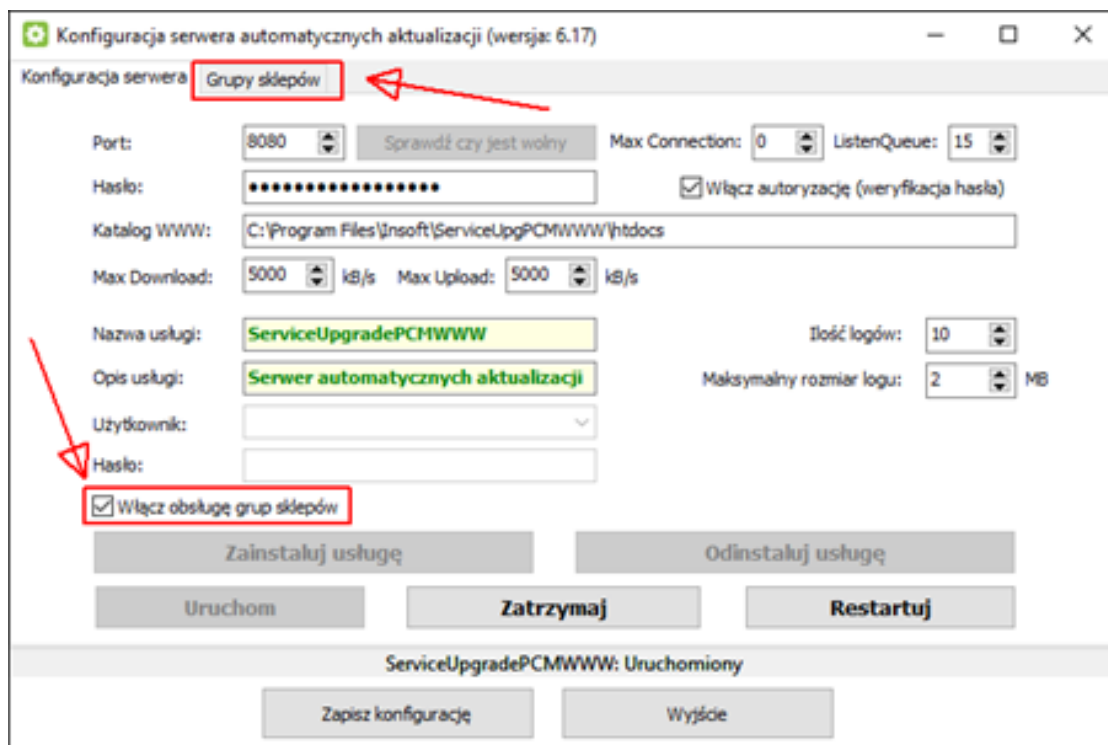 Konfiguracja serwera automatycznych aktualizacji (wersja: 6.17)
Konfiguracja serwera Grupy sklepów
Port: 8080 Sprawdź czy jest wolny Max Connection: 0 ListenQueue: 15
Hasło: ••••••••••••••••• Włącz autoryzację (weryfikacja hasła)
Katalog WWW: C:\Program Files\Insoft\ServiceUpgPCMWWW\htdocs
Max Download: 5000 kB/s Max Upload: 5000 kB/s
Nazwa usługi: ServiceUpgradePCMWWW Ilość logów: 10
Opis usługi: Serwer automatycznych aktualizacji Maksymalny rozmiar logu: 2 MB
Użytkownik:
Hasło:
Włącz obsługę grup sklepów
Zainstaluj usługę Odinstaluj usługę
Uruchom Zatrzymaj Restartuj
ServiceUpgradePCMWWW: Uruchomiony
Zapisz konfigurację Wyjście